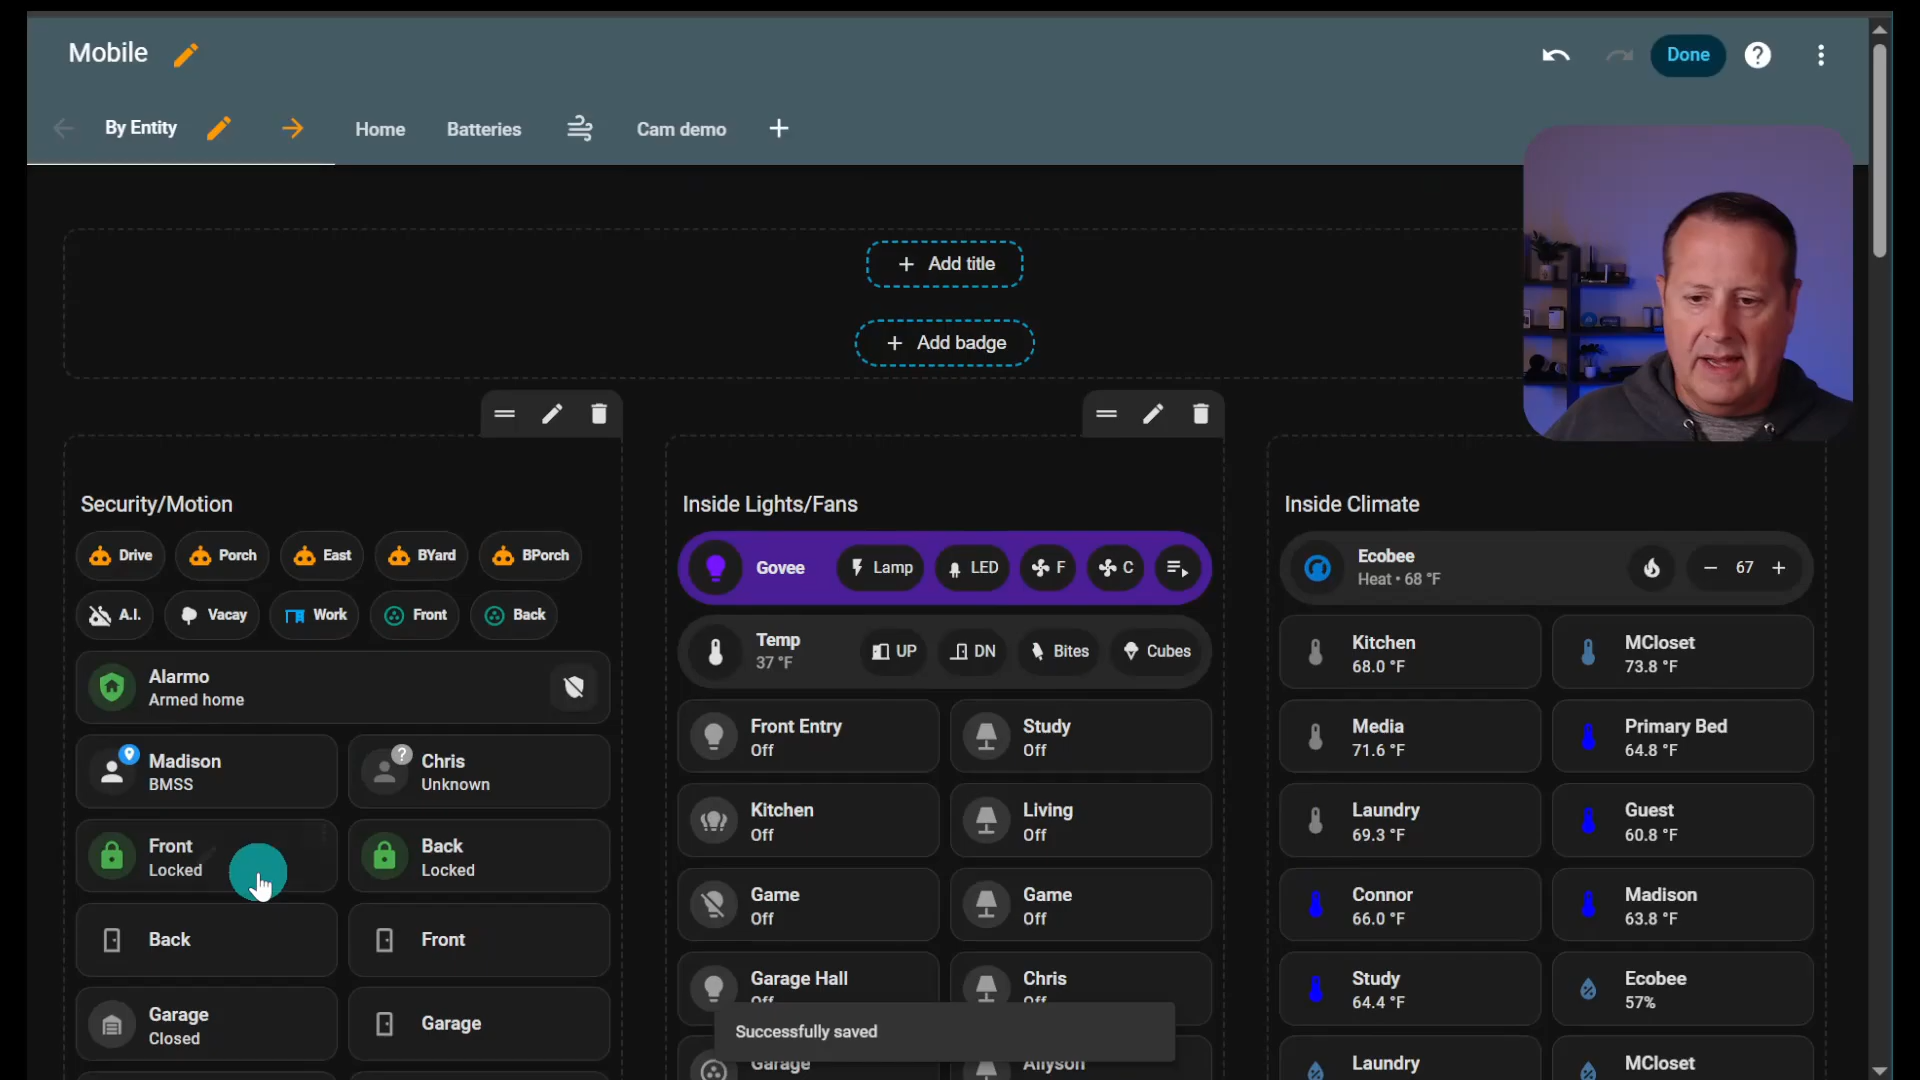 Mobile
Done
By Entity
Home
Batteries
Cam demo
Add title
Add badge
Security/Motion
Drive
Porch
East
BYard
BPorch
A.I.
Vacay
Work
Front
Back
Alarmo
Armed home
Madison
BMSS
Chris
Unknown
Front
Locked
Back
Locked
Back
Front
Garage
Closed
Garage
Inside Lights/Fans
Govee
Lamp
LED
F
C
Temp
37 °F
UP
DN
Bites
Cubes
Front Entry
Off
Study
Off
Kitchen
Off
Living
Off
Game
Off
Game
Off
Garage Hall
Off
Chris
Off
Garage
Allyson
Successfully saved
Inside Climate
Ecobee
Heat • 68 °F
67
Kitchen
68.0 °F
MCloset
73.8 °F
Media
71.6 °F
Primary Bed
64.8 °F
Laundry
69.3 °F
Guest
60.8 °F
Connor
66.0 °F
Madison
63.8 °F
Study
64.4 °F
Ecobee
57%
Laundry
MCloset